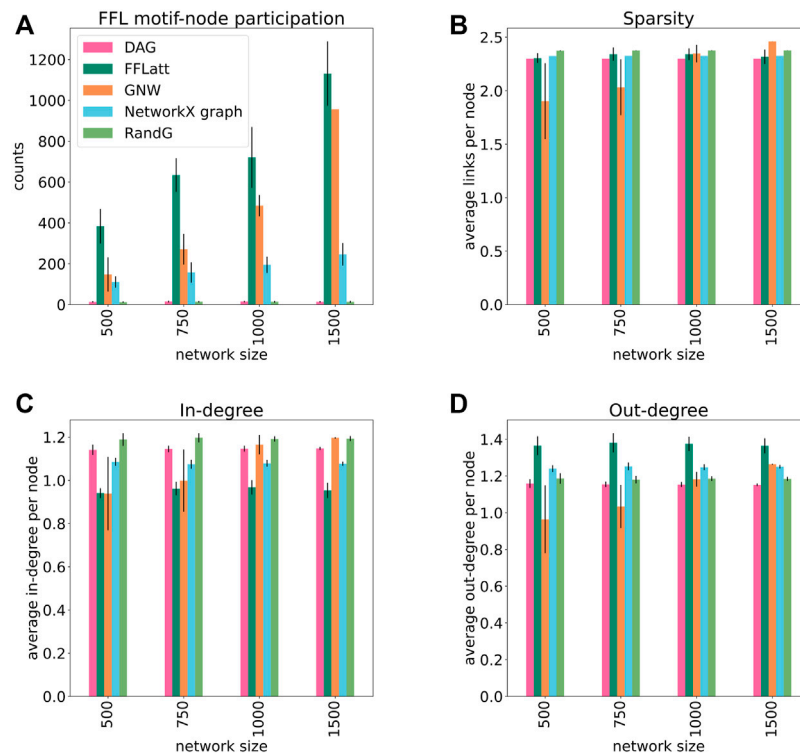 A
FFL motif-node participation
DAG
FFLatt
GNW
NetworkX graph
RandG
counts
1200
1000
800
600
400
200
0
500
750
1000
1500
network size
B
Sparsity
average links per node
2.5
2.0
1.5
1.0
0.5
0.0
500
750
1000
1500
network size
C
In-degree
average in-degree per node
1.2
1.0
0.8
0.6
0.4
0.2
0.0
500
750
1000
1500
network size
D
Out-degree
average out-degree per node
1.4
1.2
1.0
0.8
0.6
0.4
0.2
0.0
500
750
1000
1500
network size